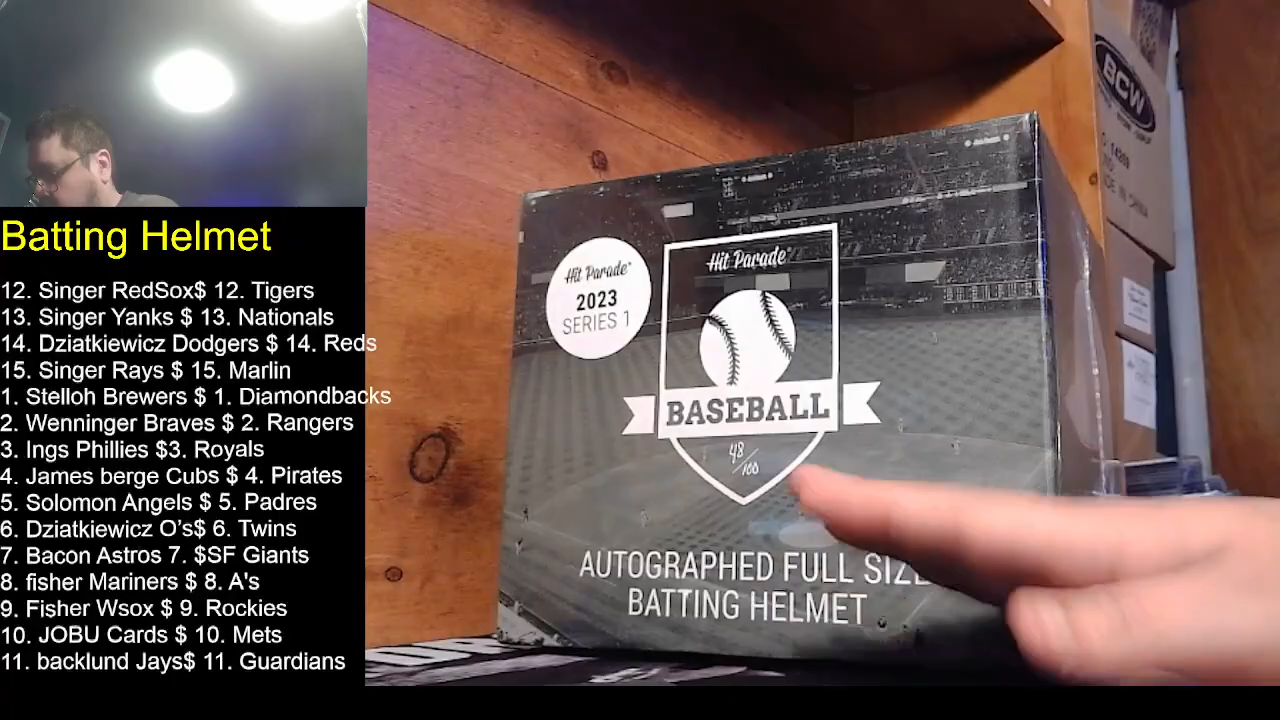 Batting Helmet
12. Singer RedSox$ 12. Tigers
13. Singer Yanks $ 13. Nationals
14. Dziatkiewicz Dodgers $ 14. Reds
15. Singer Rays $ 15. Marlin
1. Stelloh Brewers $ 1. Diamondbacks
2. Wenninger Braves $ 2. Rangers
3. Ings Phillies $3. Royals
4. James berge Cubs $ 4. Pirates
5. Solomon Angels $ 5. Padres
6. Dziatkiewicz O's$ 6. Twins
7. Bacon Astros 7. $SF Giants
8. fisher Mariners $ 8. A's
9. Fisher Wsox $ 9. Rockies
10. JOBU Cards $ 10. Mets
11. backlund Jays$ 11. Guardians
Hit Parade
2023
SERIES 1
Hit Parade
BASEBALL
48/100
AUTOGRAPHED FULL SIZE
BATTING HELMET
BCW
MADE IN CHINA